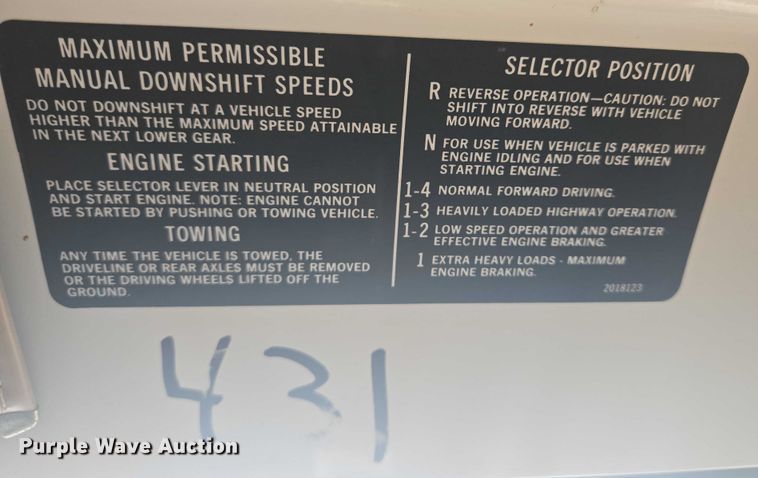 MAXIMUM PERMISSIBLE
MANUAL DOWNSHIFT SPEEDS
DO NOT DOWNSHIFT AT A VEHICLE SPEED
HIGHER THAN THE MAXIMUM SPEED ATTAINABLE
IN THE NEXT LOWER GEAR.
ENGINE STARTING
PLACE SELECTOR LEVER IN NEUTRAL POSITION
AND START ENGINE. NOTE: ENGINE CANNOT
BE STARTED BY PUSHING OR TOWING VEHICLE.
TOWING
ANY TIME THE VEHICLE IS TOWED, THE
DRIVELINE OR REAR AXLES MUST BE REMOVED
OR THE DRIVING WHEELS LIFTED OFF THE
GROUND.
SELECTOR POSITION
R REVERSE OPERATION—CAUTION: DO NOT
SHIFT INTO REVERSE WITH VEHICLE
MOVING FORWARD.
N FOR USE WHEN VEHICLE IS PARKED WITH
ENGINE IDLING AND FOR USE WHEN
STARTING ENGINE.
1-4 NORMAL FORWARD DRIVING.
1-3 HEAVILY LOADED HIGHWAY OPERATION.
1-2 LOW SPEED OPERATION AND GREATER
EFFECTIVE ENGINE BRAKING.
1 EXTRA HEAVY LOADS - MAXIMUM
ENGINE BRAKING.
2018123
431
Purple Wave Auction